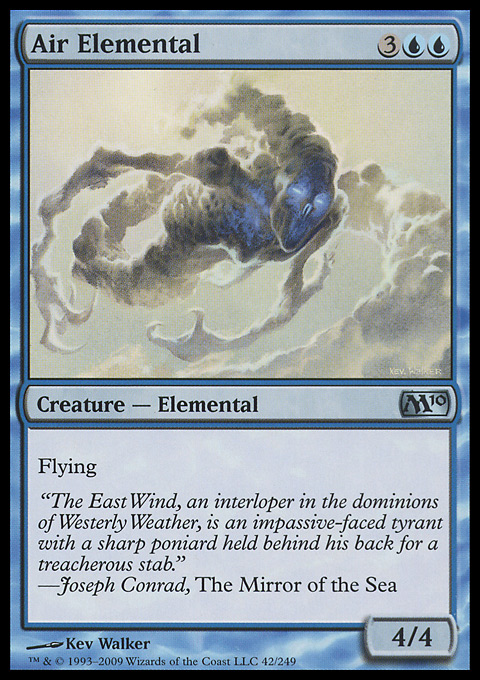 Air Elemental 3
KEV WALKER
Creature — Elemental M10
Flying
“The East Wind, an interloper in the dominions
of Westerly Weather, is an impassive-faced tyrant
with a sharp poniard held behind his back for a
treacherous stab.”
—Joseph Conrad, The Mirror of the Sea
Kev Walker
4/4
™ & © 1993–2009 Wizards of the Coast LLC 42/249